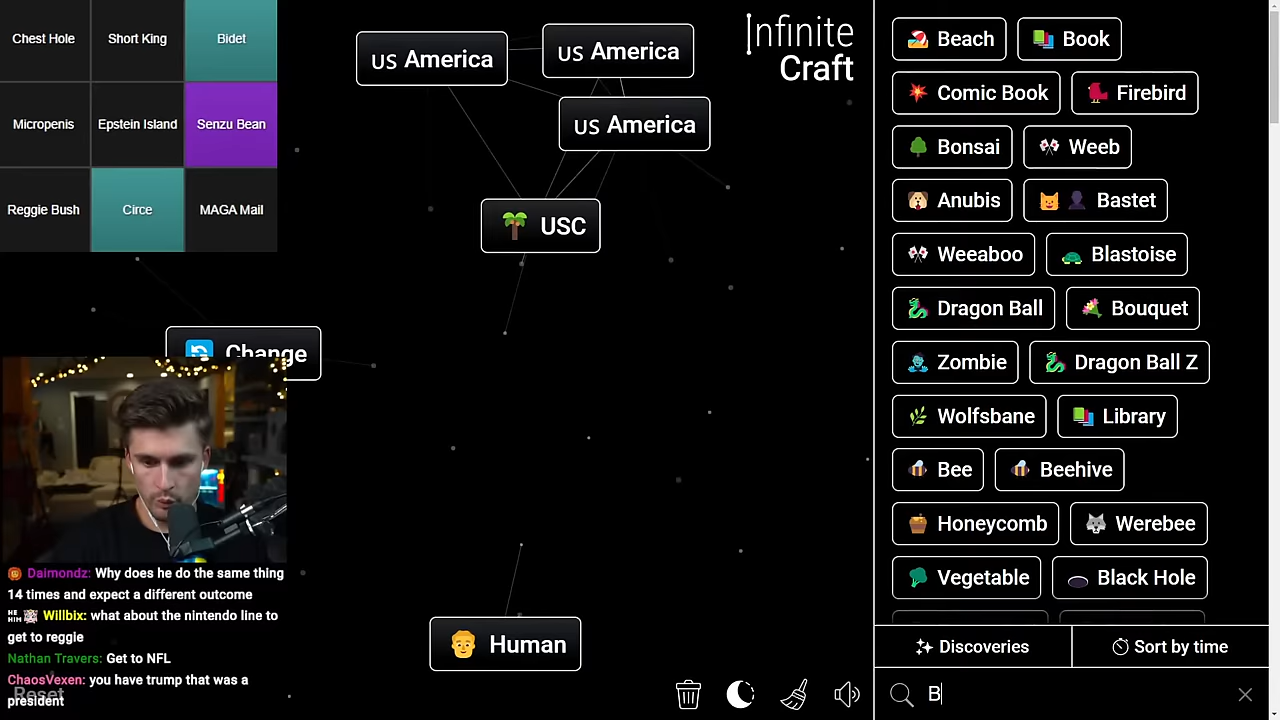 Chest Hole
Short King
Bidet
Micropenis
Epstein Island
Senzu Bean
Reggie Bush
Circe
MAGA Mail
US America
US America
US America
USC
Change
Human
Infinite
Craft
Beach
Book
Comic Book
Firebird
Bonsai
Weeb
Anubis
Bastet
Weeaboo
Blastoise
Dragon Ball
Bouquet
Zombie
Dragon Ball Z
Wolfsbane
Library
Bee
Beehive
Honeycomb
Werebee
Vegetable
Black Hole
Discoveries
Sort by time
B
Daimondz: Why does he do the same thing
14 times and expect a different outcome
HE HIM Willbix: what about the nintendo line to
get to reggie
Nathan Travers: Get to NFL
ChaosVexen: you have trump that was a
president
Reset